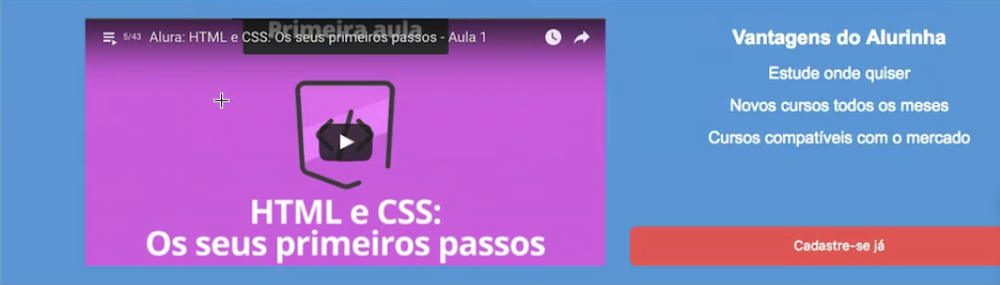 Primeira aula
5/43 Alura: HTML e CSS: Os seus primeiros passos - Aula 1
HTML e CSS:
Os seus primeiros passos
Vantagens do Alurinha
Estude onde quiser
Novos cursos todos os meses
Cursos compatíveis com o mercado
Cadastre-se já